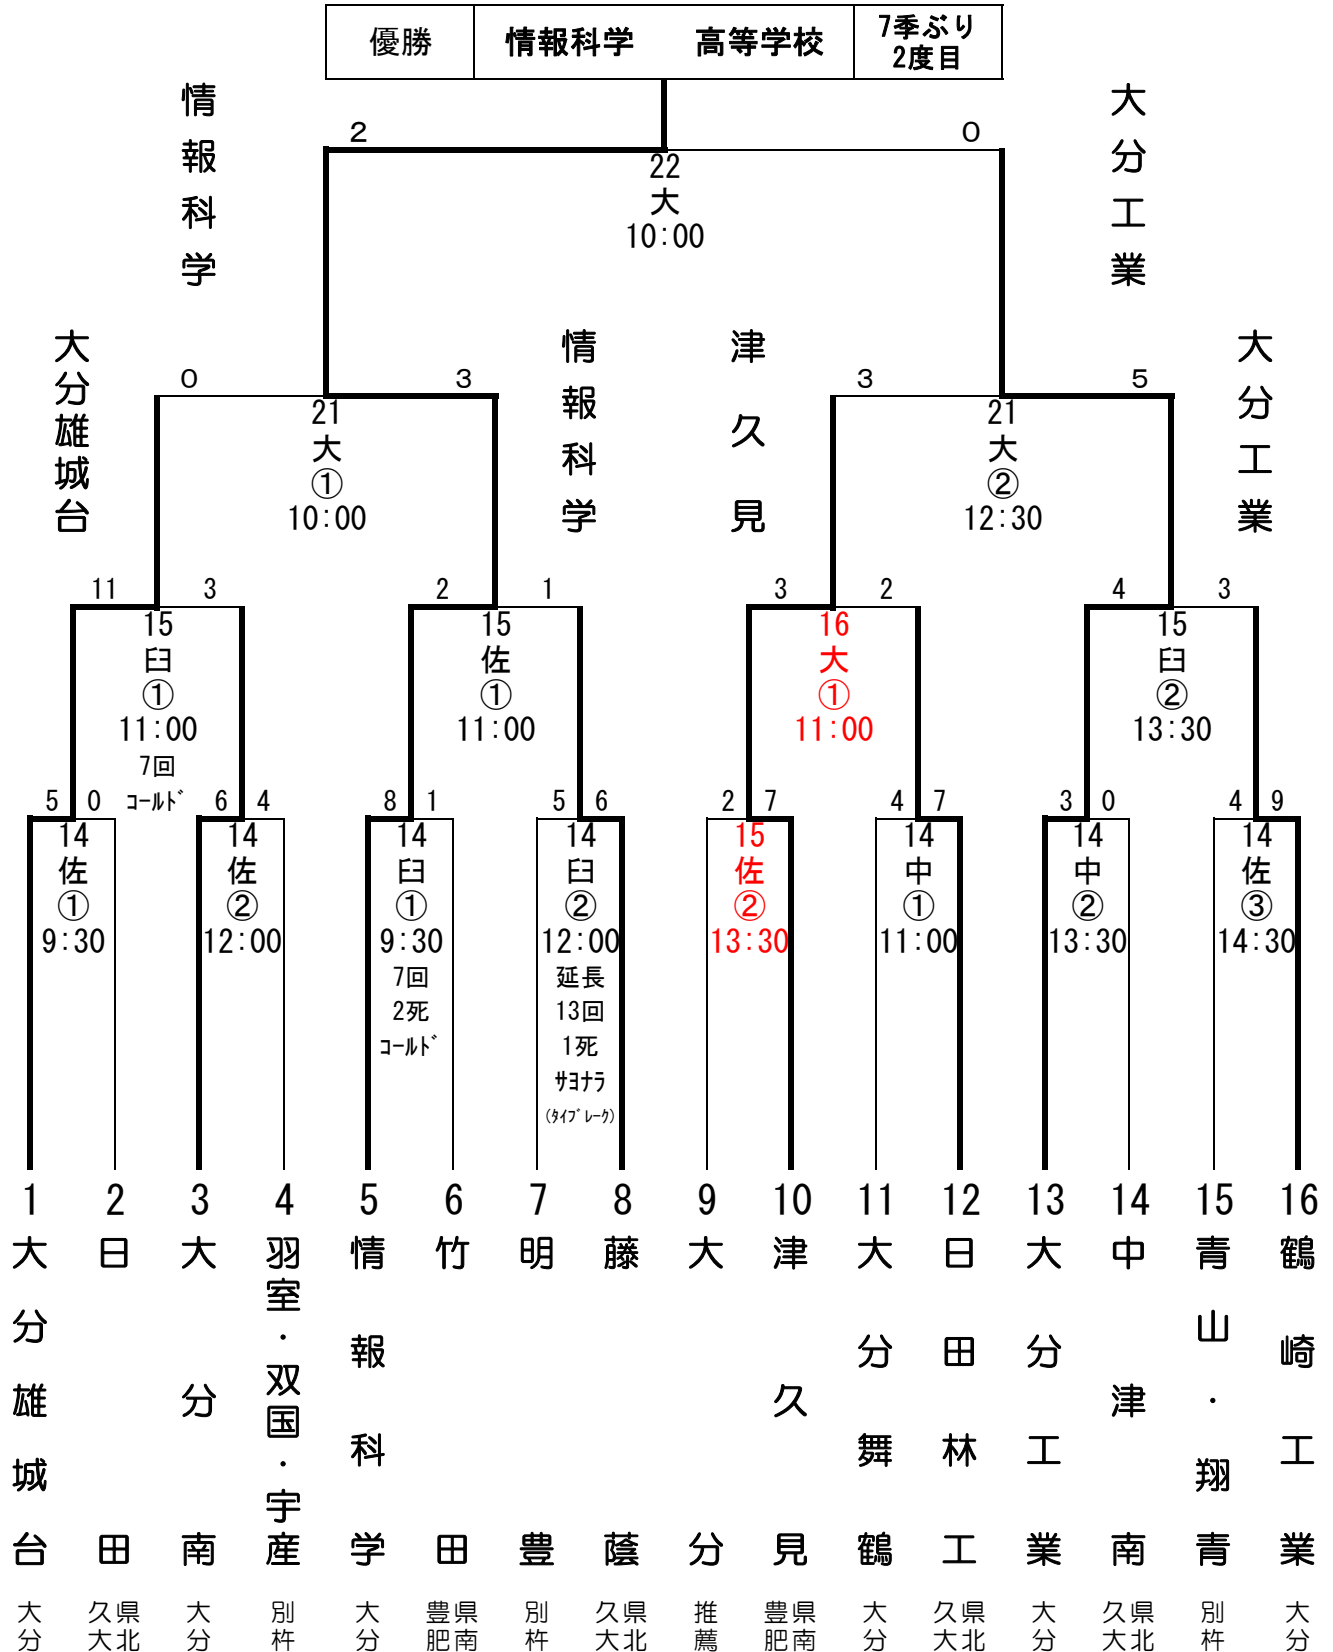 優勝 情報科学 高等学校 7季ぶり 2度目
情報科学
大分工業
2 0
22
大
10:00
大分雄城台
情報科学
津久見
大分工業
0 3 3 5
21 21
大 大
① ②
10:00 12:30
11 3 2 1 3 2 4 3
15 15 16 15
臼 佐 大 臼
① ① ① ②
11:00 11:00 11:00 13:30
7回
コールド
5 0 6 4 8 1 5 6 2 7 4 7 3 0 4 9
14 14 14 14 15 14 14 14
佐 佐 臼 臼 佐 中 中 佐
① ② ① ② ② ① ② ③
9:30 12:00 9:30 12:00 13:30 11:00 13:30 14:30
7回 延長
2死 13回
コールド 1死
サヨナラ
(タイブレーク)
1 2 3 4 5 6 7 8 9 10 11 12 13 14 15 16
大分雄城台
日田
大分南
羽室・双国・宇産
情報科学
竹田
明豊
藤蔭
大分
津久見
大分舞鶴
日田林工
大分工業
中津南
青山・翔青
鶴崎工業
大分
県北久大
大分
別杵
大分
県南豊肥
別杵
県北久大
推薦
県南豊肥
大分
県北久大
大分
県北久大
別杵
大分